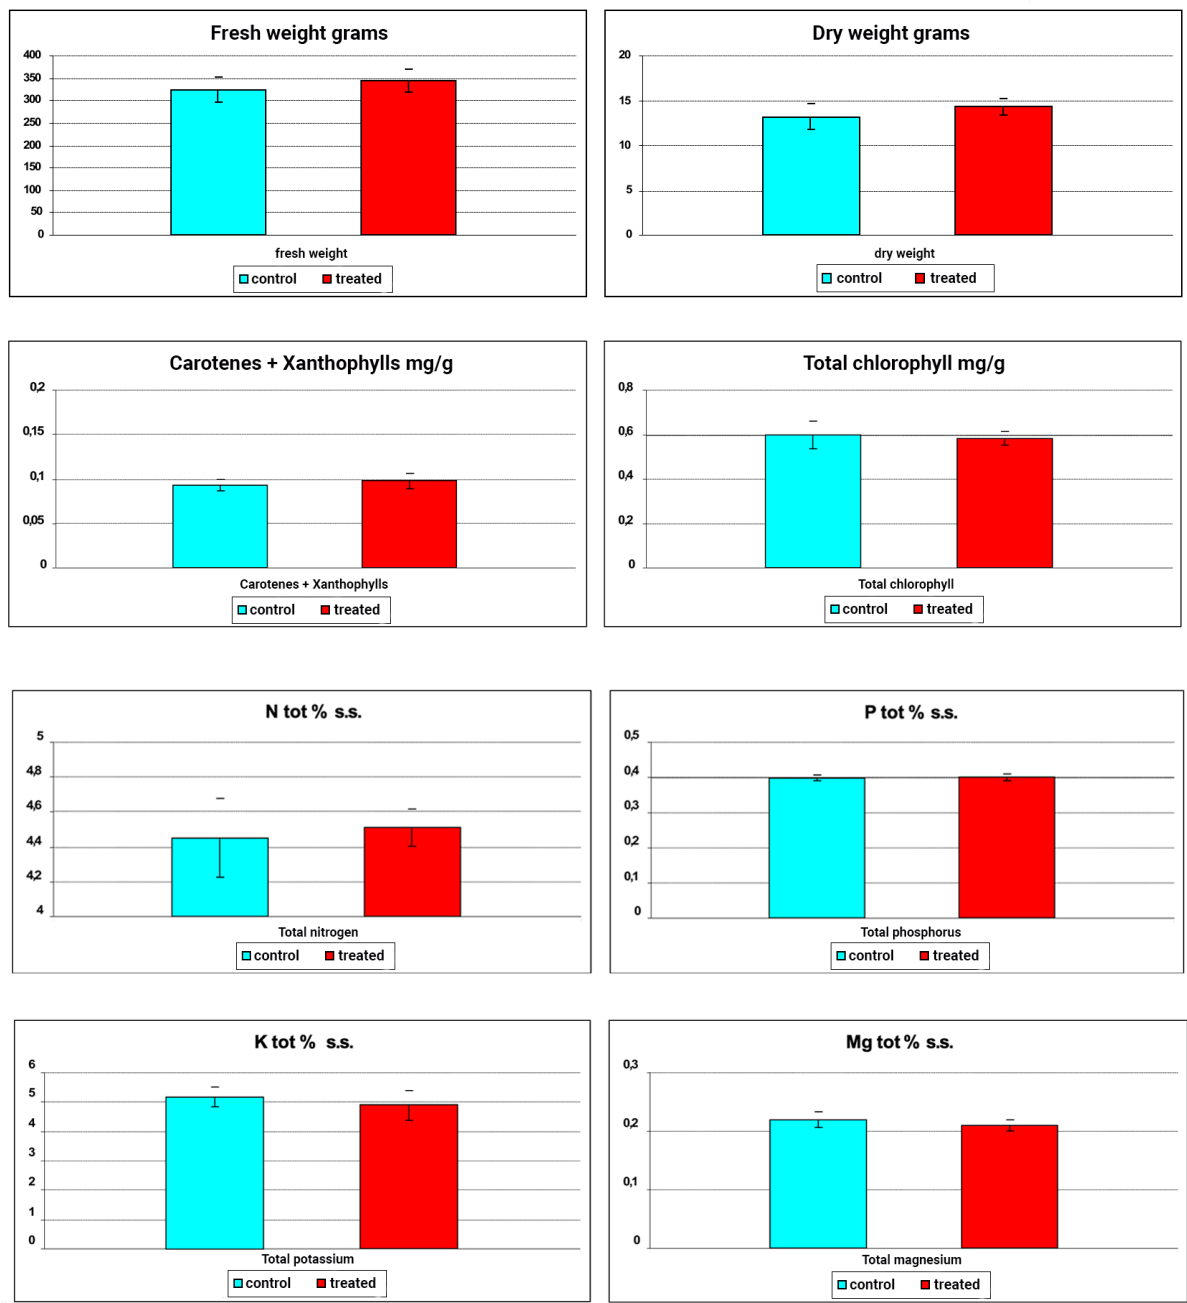 Fresh weight grams
400
350
300
250
200
150
100
50
0
fresh weight
control treated
Dry weight grams
20
15
10
5
0
dry weight
control treated
Carotenes + Xanthophylls mg/g
0,2
0,15
0,1
0,05
0
Carotenes + Xanthophylls
control treated
Total chlorophyll mg/g
0,8
0,6
0,4
0,2
0
Total chlorophyll
control treated
N tot % s.s.
5
4,8
4,6
4,4
4,2
4
Total nitrogen
control treated
P tot % s.s.
0,5
0,4
0,3
0,2
0,1
0
Total phosphorus
control treated
K tot % s.s.
6
5
4
3
2
1
0
Total potassium
control treated
Mg tot % s.s.
0,3
0,2
0,1
0
Total magnesium
control treated